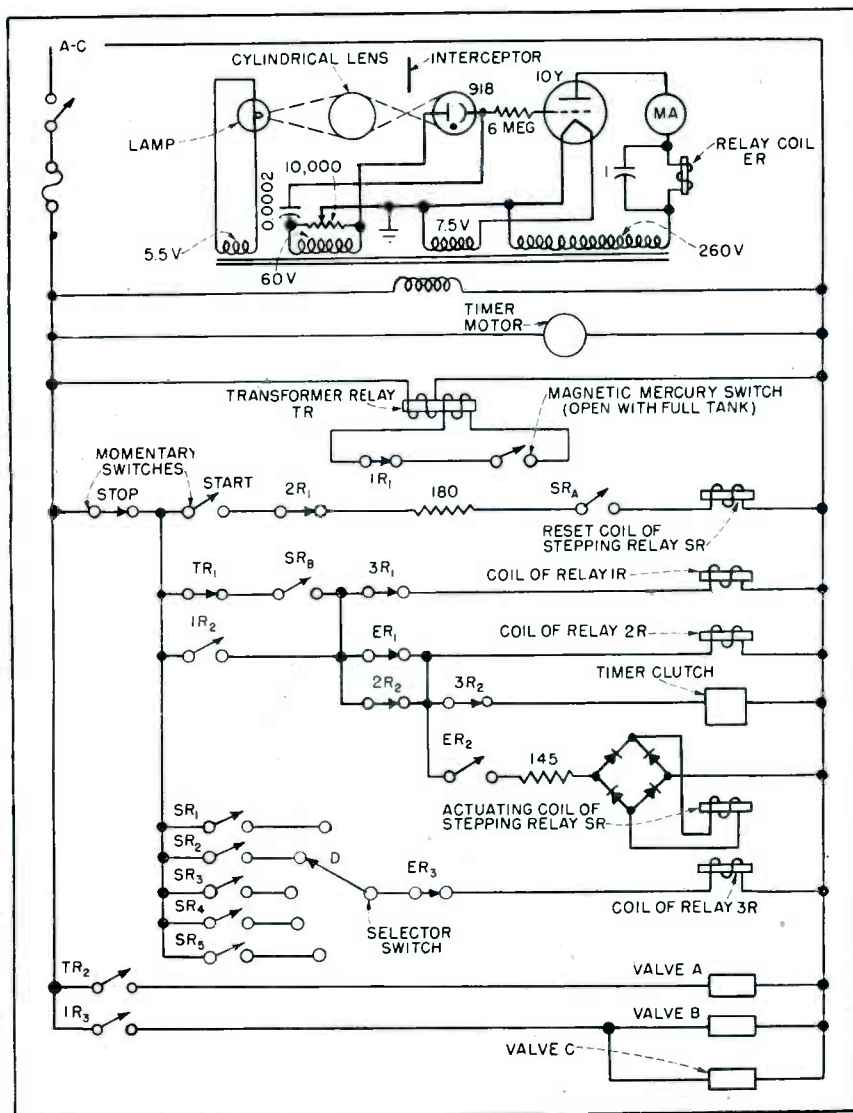 A-C
CYLINDRICAL LENS
INTERCEPTOR
918
10Y
MA
LAMP
6 MEG
RELAY COIL
ER
10,000
0.0002
1
5.5V
60V
7.5V
260V
TIMER
MOTOR
TRANSFORMER RELAY
TR
MAGNETIC MERCURY SWITCH
(OPEN WITH FULL TANK)
1R1
MOMENTARY
SWITCHES
STOP
START
2R1
180
SRA
RESET COIL OF
STEPPING RELAY SR
TR1
SRB
3R1
COIL OF RELAY 1R
1R2
ER1
COIL OF RELAY 2R
2R2
3R2
TIMER CLUTCH
ER2
145
ACTUATING COIL OF
STEPPING RELAY SR
SR1
SR2
D
SR3
ER3
SR4
SR5
SELECTOR
SWITCH
COIL OF RELAY 3R
TR2
VALVE A
1R3
VALVE B
VALVE C